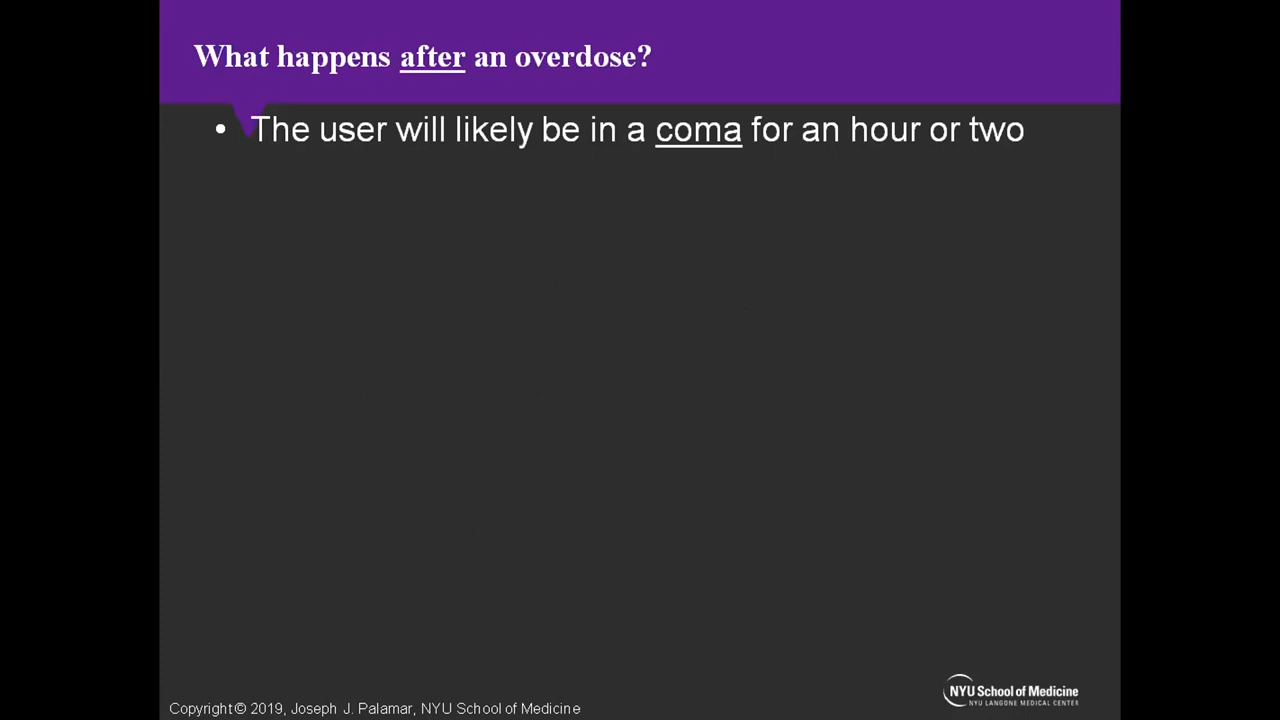 What happens after an overdose?
• The user will likely be in a coma for an hour or two
NYU School of Medicine
NYU LANGONE MEDICAL CENTER
Copyright © 2019, Joseph J. Palamar, NYU School of Medicine